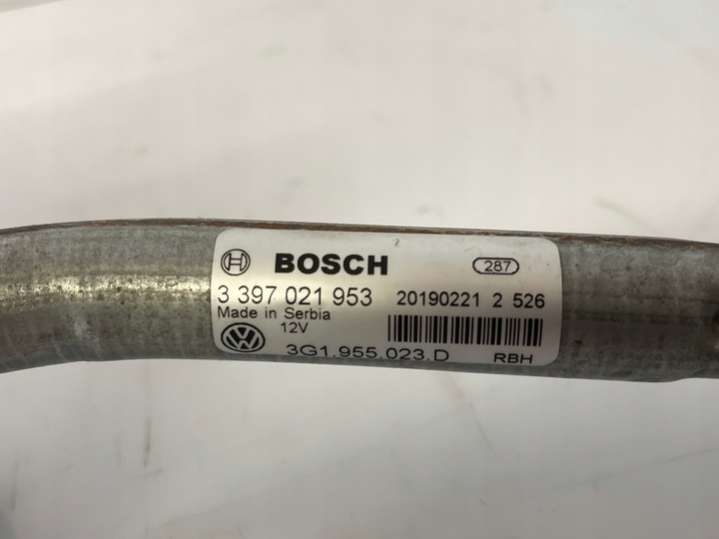 BOSCH 287
3 397 021 953 20190221 2 526
Made in Serbia
12V
3G1.955.023.D RBH